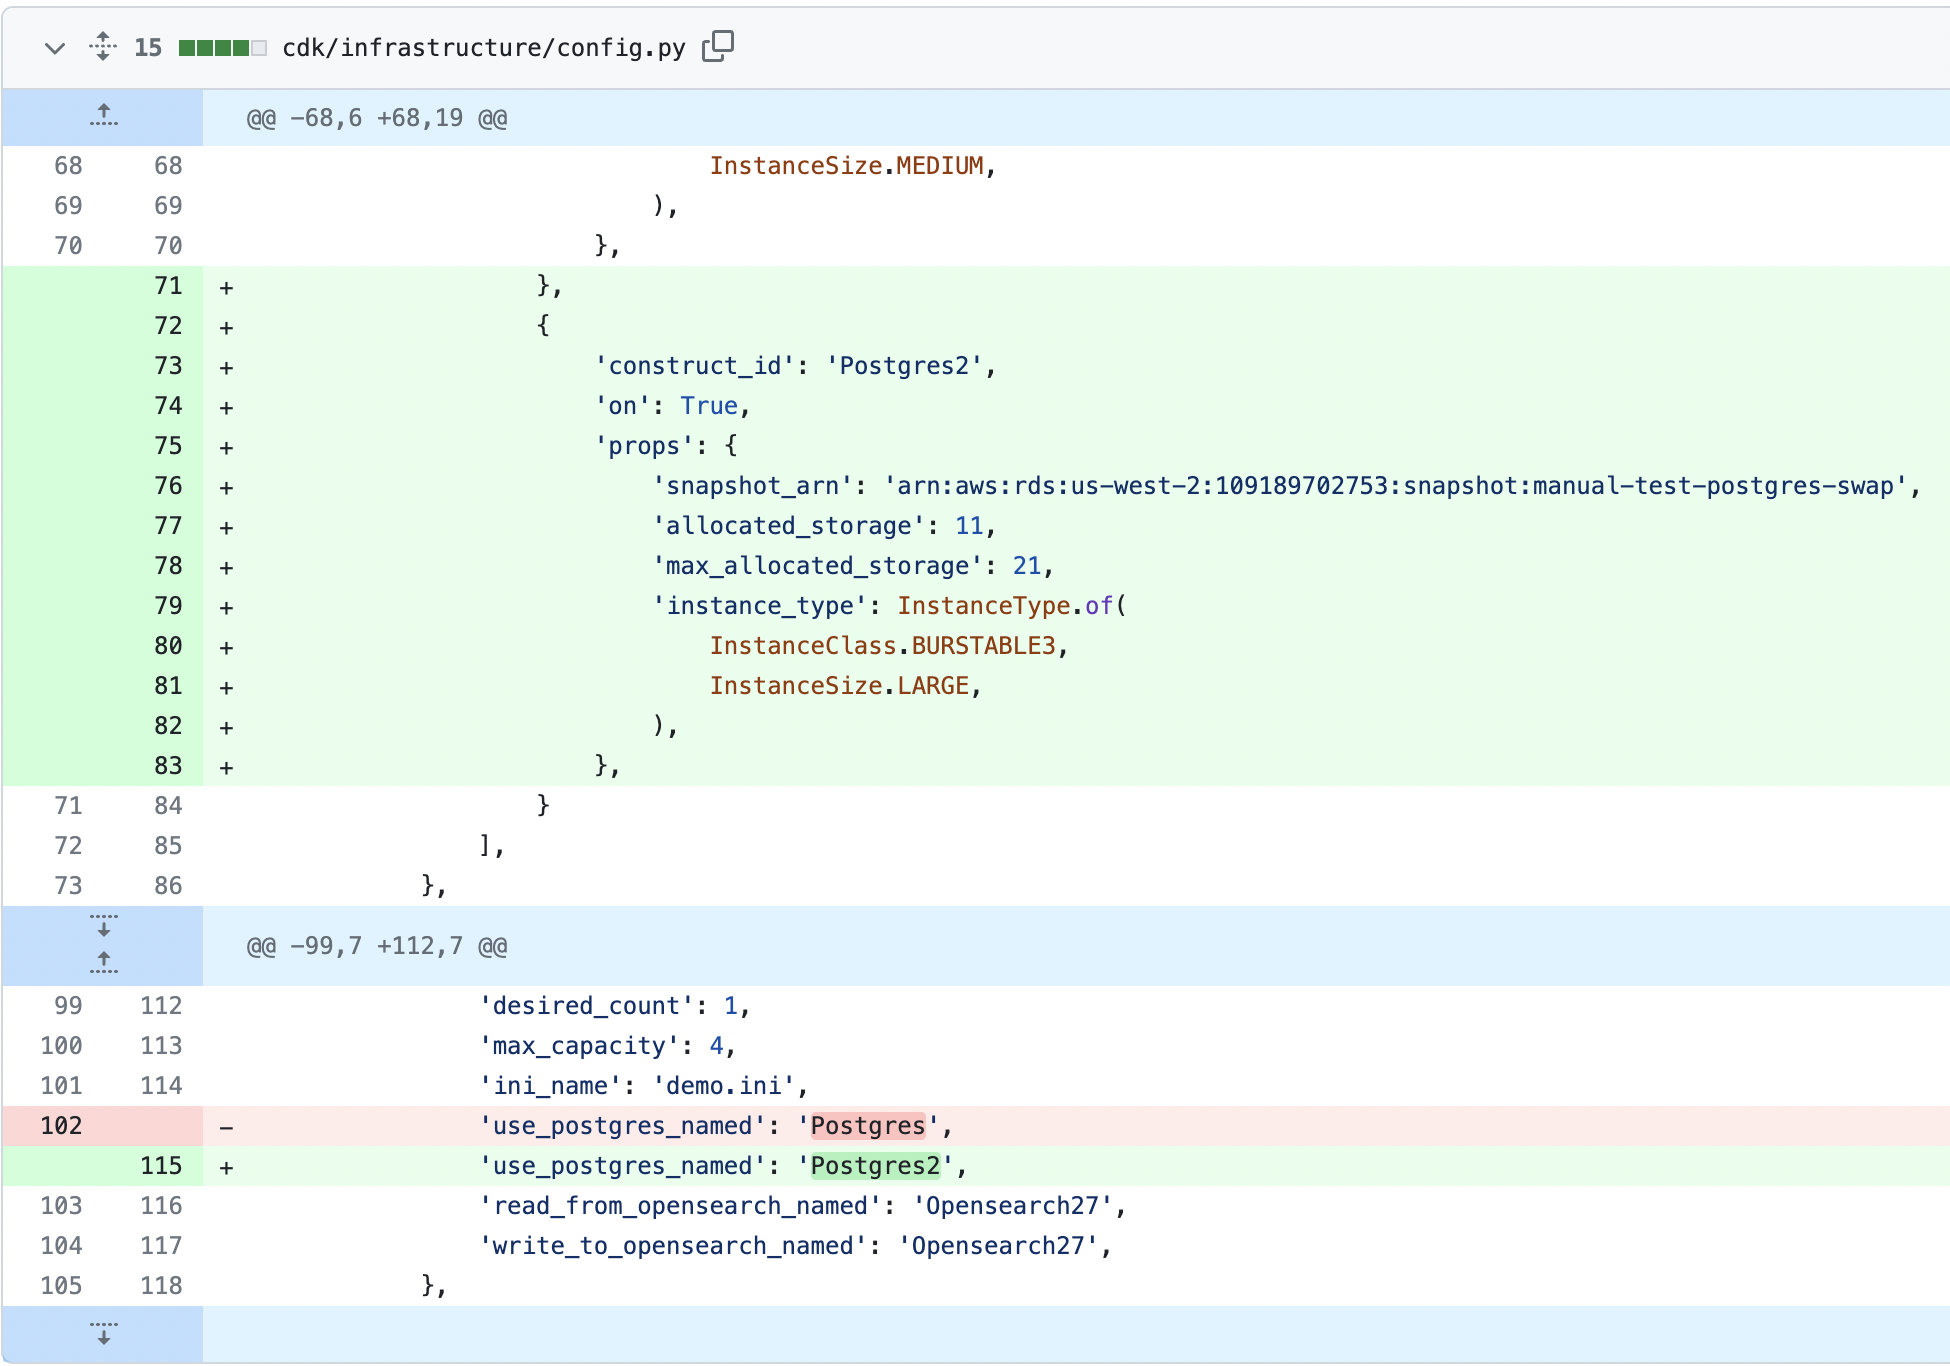 15 cdk/infrastructure/config.py
@@ -68,6 +68,19 @@
68 68 InstanceSize.MEDIUM,
69 69 ),
70 70 },
71 + },
72 + {
73 + 'construct_id': 'Postgres2',
74 + 'on': True,
75 + 'props': {
76 + 'snapshot_arn': 'arn:aws:rds:us-west-2:109189702753:snapshot:manual-test-postgres-swap',
77 + 'allocated_storage': 11,
78 + 'max_allocated_storage': 21,
79 + 'instance_type': InstanceType.of(
80 + InstanceClass.BURSTABLE3,
81 + InstanceSize.LARGE,
82 + ),
83 + },
71 84 }
72 85 ],
73 86 },
@@ -99,7 +112,7 @@
99 112 'desired_count': 1,
100 113 'max_capacity': 4,
101 114 'ini_name': 'demo.ini',
102 - 'use_postgres_named': 'Postgres',
115 + 'use_postgres_named': 'Postgres2',
103 116 'read_from_opensearch_named': 'Opensearch27',
104 117 'write_to_opensearch_named': 'Opensearch27',
105 118 },